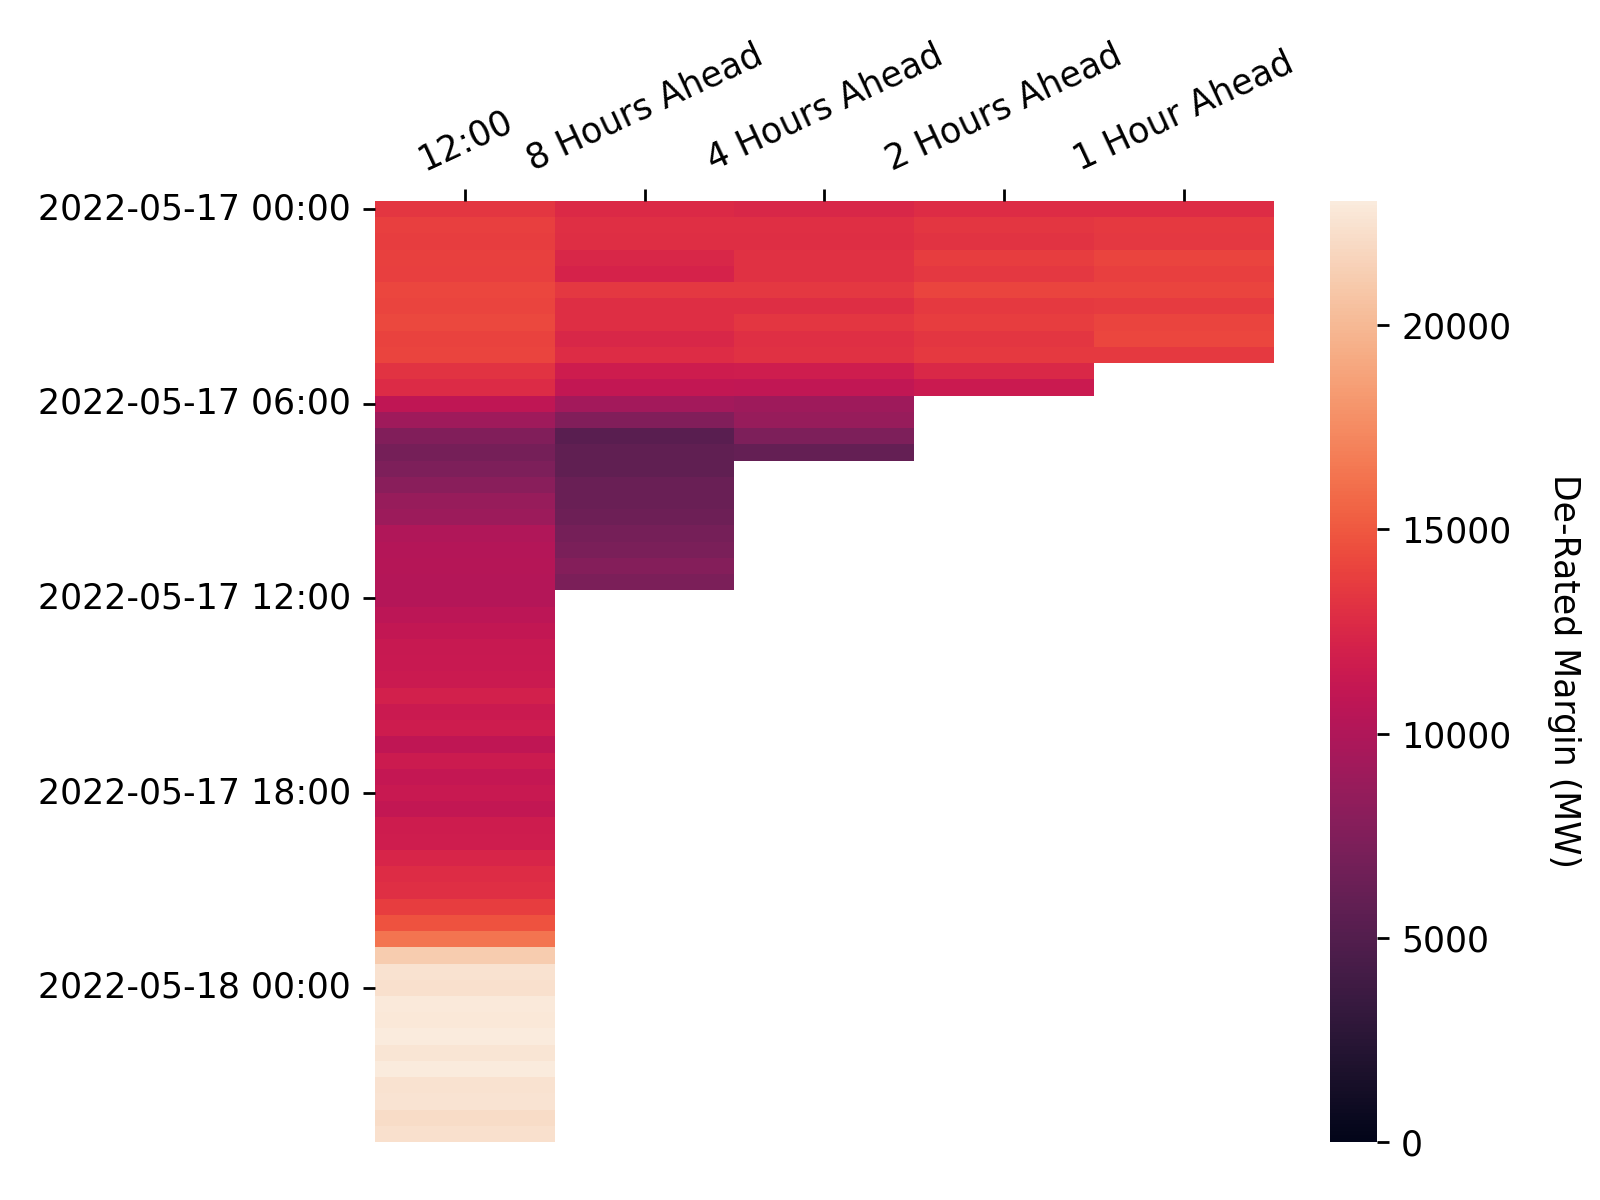 12:00
8 Hours Ahead
4 Hours Ahead
2 Hours Ahead
1 Hour Ahead
2022-05-17 00:00
2022-05-17 06:00
2022-05-17 12:00
2022-05-17 18:00
2022-05-18 00:00
20000
15000
10000
5000
0
De-Rated Margin (MW)